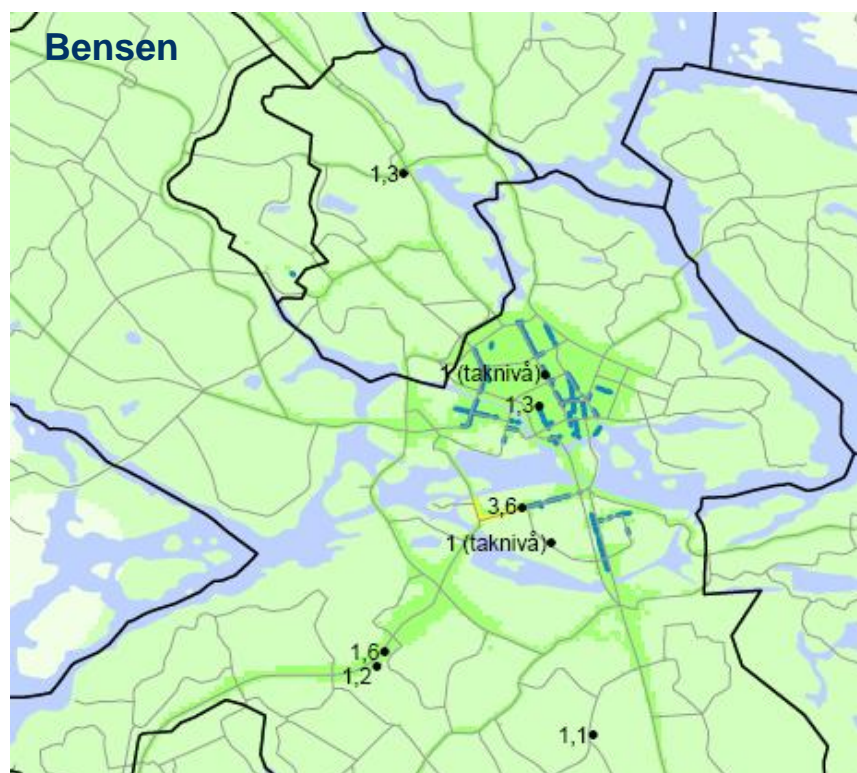 Bensen
1,3
1 (taknivå)
1,3
3,6
1 (taknivå)
1,6
1,2
1,1